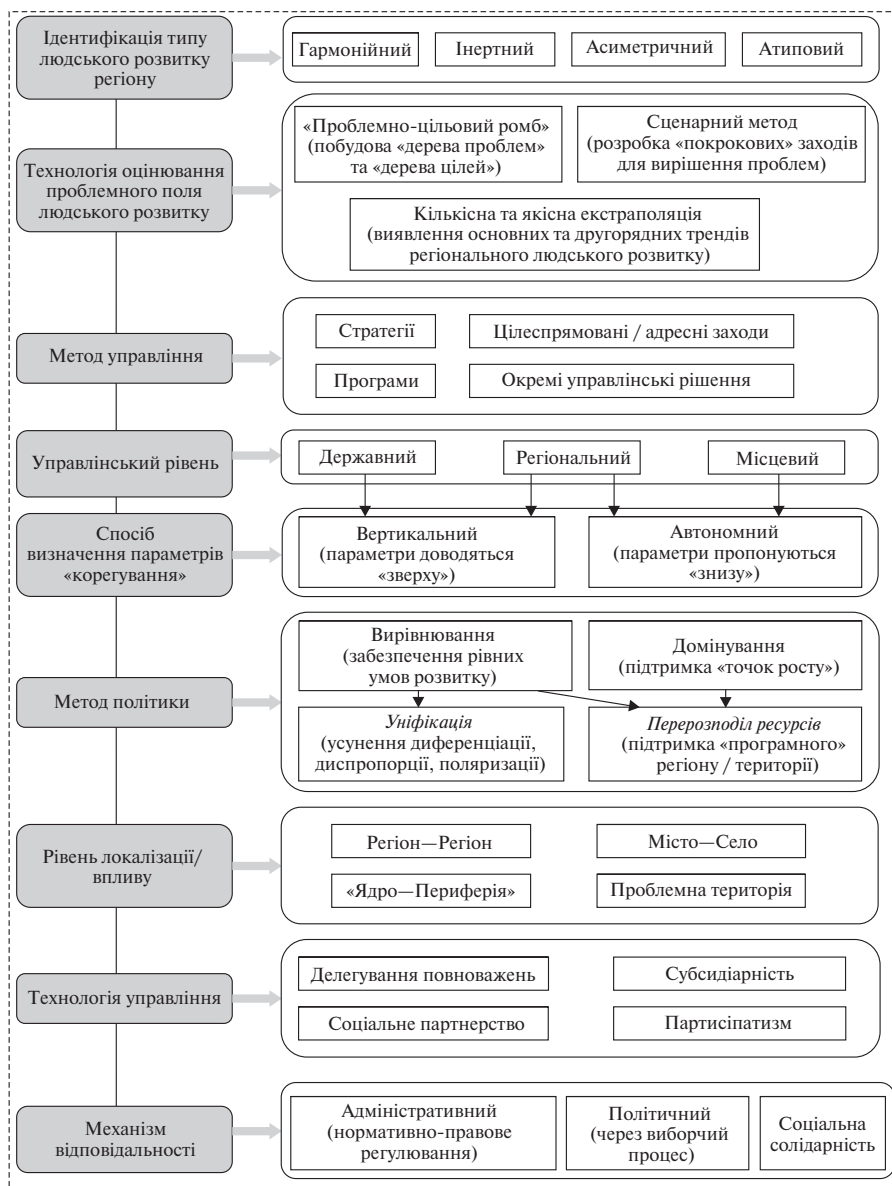 Ідентифікація типу
людського розвитку
регіону
Гармонійний
Інертний
Асиметричний
Атиповий
Технологія оцінювання
проблемного поля
людського розвитку
«Проблемно-цільовий ромб»
(побудова «дерева проблем»
та «дерева цілей»)
Сценарний метод
(розробка «покрокових» заходів
для вирішення проблем)
Кількісна та якісна екстраполяція
(виявлення основних та другорядних трендів
регіонального людського розвитку)
Метод управління
Стратегії
Цілеспрямовані / адресні заходи
Програми
Окремі управлінські рішення
Управлінський рівень
Державний
Регіональний
Місцевий
Спосіб
визначення параметрів
«корегування»
Вертикальний
(параметри доводяться
«зверху»)
Автономний
(параметри пропонуються
«знизу»)
Метод політики
Вирівнювання
(забезпечення рівних
умов розвитку)
Домінування
(підтримка «точок росту»)
Уніфікація
(усунення диференціації,
диспропорції, поляризації)
Перерозподіл ресурсів
(підтримка «програмного»
регіону / території)
Рівень локалізації/
впливу
Регіон—Регіон
Місто—Село
«Ядро—Периферія»
Проблемна територія
Технологія управління
Делегування повноважень
Субсидіарність
Соціальне партнерство
Партисіпатизм
Механізм
відповідальності
Адміністративний
(нормативно-правове
регулювання)
Політичний
(через виборчий
процес)
Соціальна
солідарність